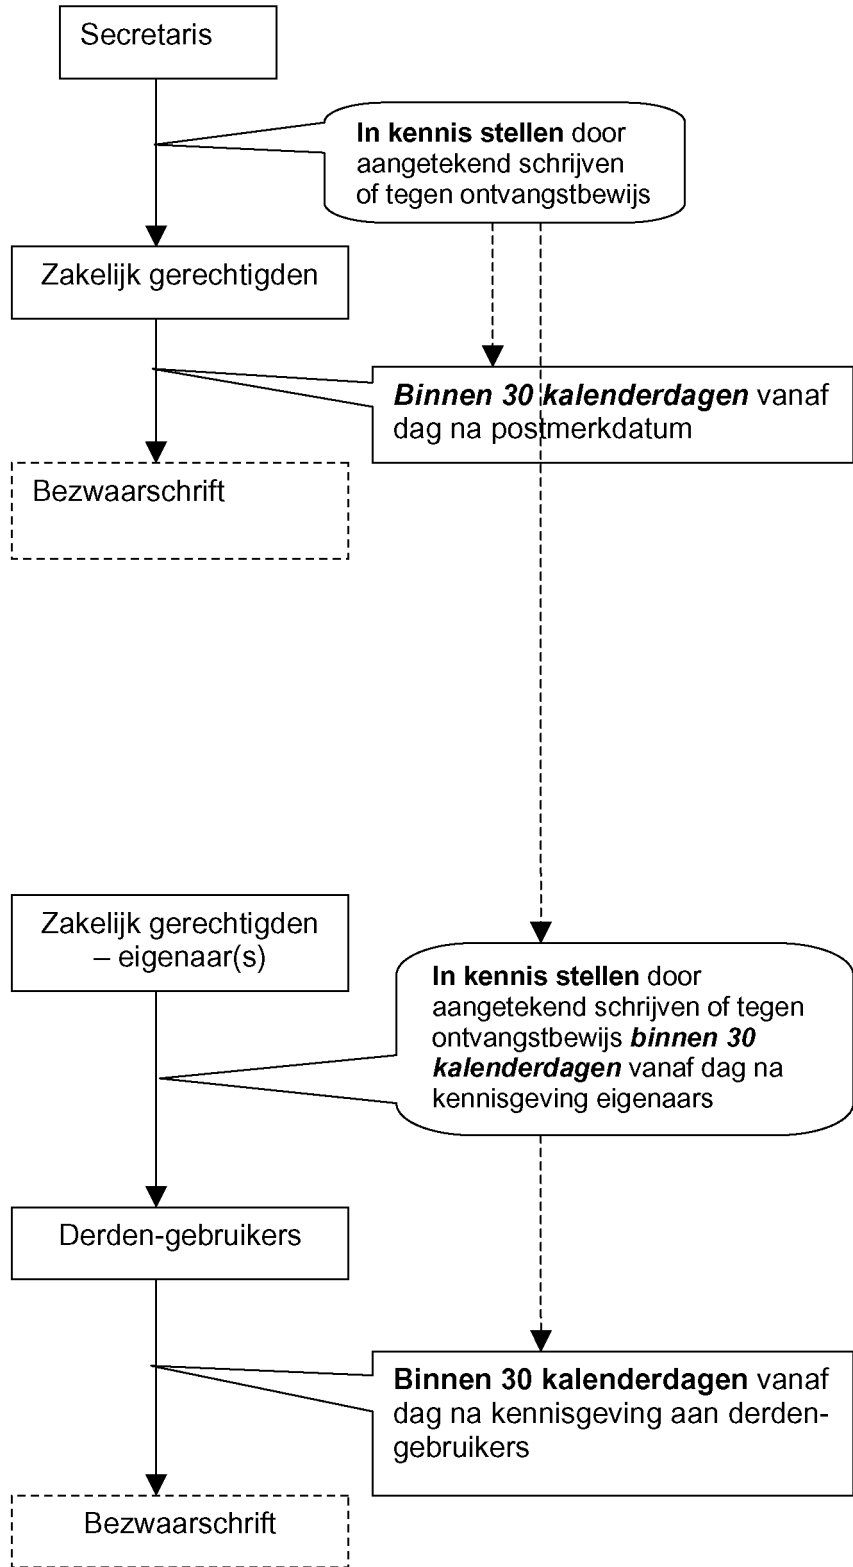 Secretaris
In kennis stellen door
aangetekend schrijven
of tegen ontvangstbewijs
Zakelijk gerechtigden
Binnen 30 kalenderdagen vanaf
dag na postmerkdatum
Bezwaarschrift
Zakelijk gerechtigden
– eigenaar(s)
In kennis stellen door
aangetekend schrijven of tegen
ontvangstbewijs binnen 30
kalenderdagen vanaf dag na
kennisgeving eigenaars
Derden-gebruikers
Binnen 30 kalenderdagen vanaf
dag na kennisgeving aan derden-
gebruikers
Bezwaarschrift